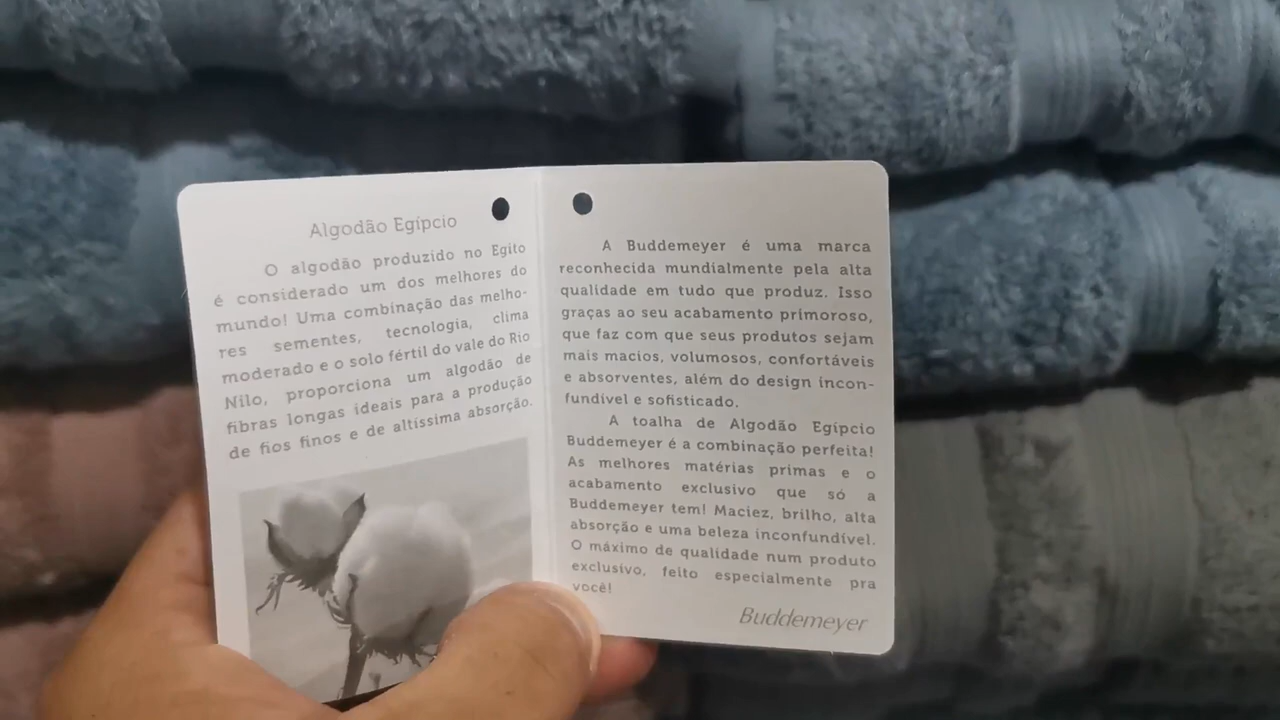 Algodão Egípcio
O algodão produzido no Egito
é considerado um dos melhores do
mundo! Uma combinação das melho-
res sementes, tecnologia, clima
moderado e o solo fértil do vale do Rio
Nilo, proporciona um algodão de
fibras longas ideais para a produção
de fios finos e de altíssima absorção.
A Buddemeyer é uma marca
reconhecida mundialmente pela alta
qualidade em tudo que produz. Isso
graças ao seu acabamento primoroso,
que faz com que seus produtos sejam
mais macios, volumosos, confortáveis
e absorventes, além do design incon-
fundível e sofisticado.
A toalha de Algodão Egípcio
Buddemeyer é a combinação perfeita!
As melhores matérias primas e o
acabamento exclusivo que só a
Buddemeyer tem! Maciez, brilho, alta
absorção e uma beleza inconfundível.
O máximo de qualidade num produto
exclusivo, feito especialmente pra
você!
Buddemeyer